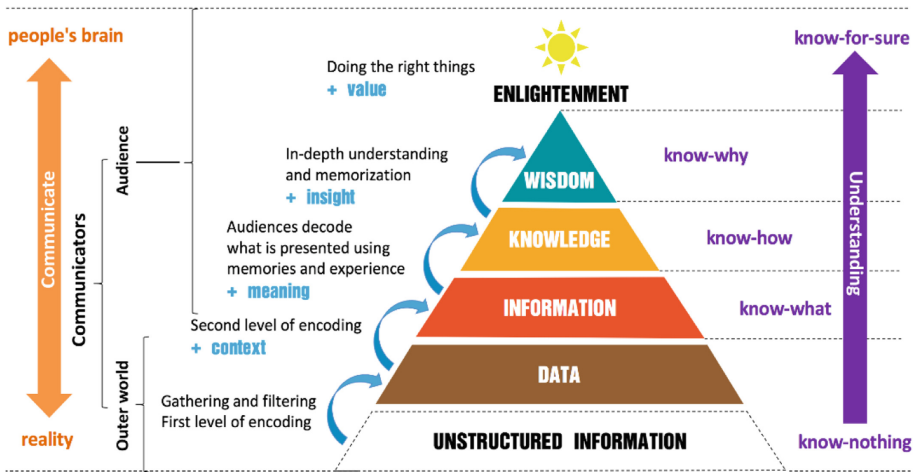 people's brain
know-for-sure
Doing the right things
+ value
ENLIGHTENMENT
In-depth understanding
and memorization
+ insight
know-why
WISDOM
Audience
Communicate
Communicators
Understanding
Audiences decode
what is presented using
memories and experience
+ meaning
KNOWLEDGE
know-how
Second level of encoding
+ context
INFORMATION
know-what
Outer world
Gathering and filtering
First level of encoding
DATA
reality
UNSTRUCTURED INFORMATION
know-nothing